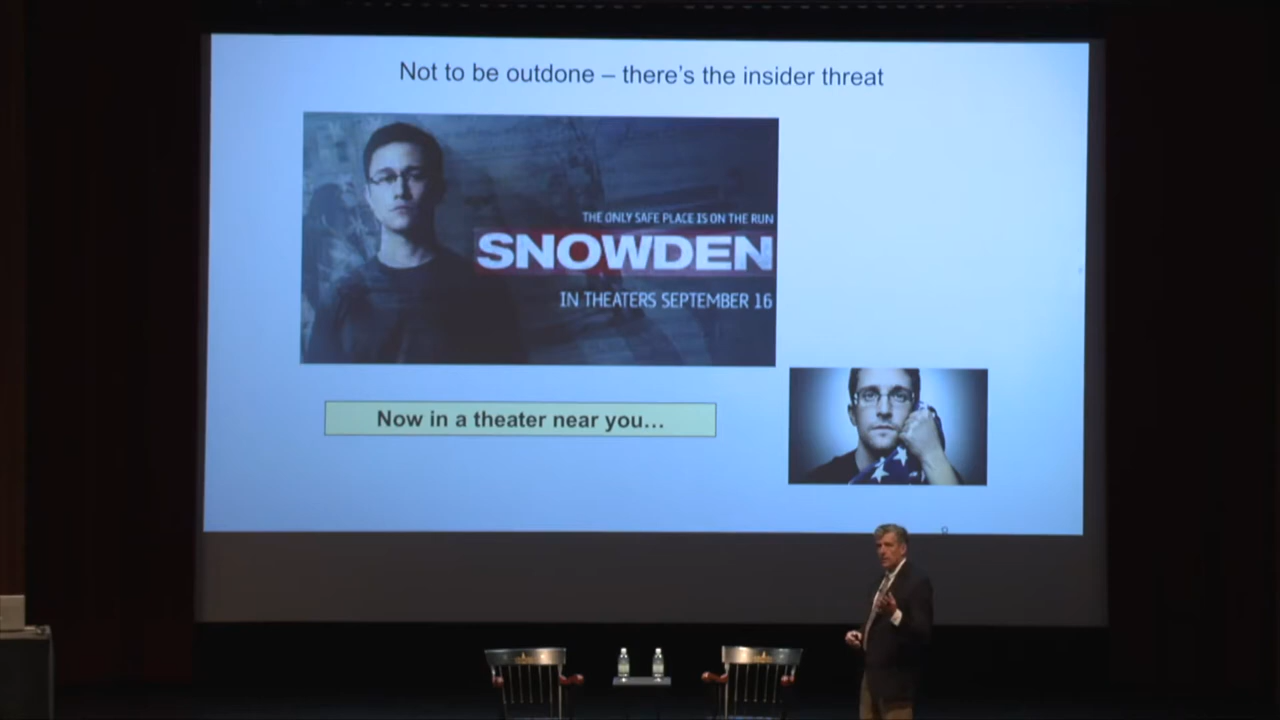 Not to be outdone – there's the insider threat
THE ONLY SAFE PLACE IS ON THE RUN
SNOWDEN
IN THEATERS SEPTEMBER 16
Now in a theater near you…